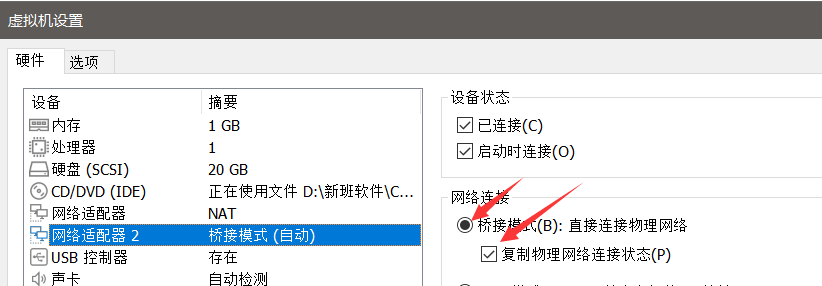 虚拟机设置
硬件 选项
设备 摘要
内存 1 GB
处理器 1
硬盘 (SCSI) 20 GB
CD/DVD (IDE) 正在使用文件 D:\新班软件\C...
网络适配器 NAT
网络适配器 2 桥接模式 (自动)
USB 控制器 存在
声卡 自动检测
设备状态
已连接(C)
启动时连接(O)
网络连接
桥接模式(B): 直接连接物理网络
复制物理网络连接状态(P)